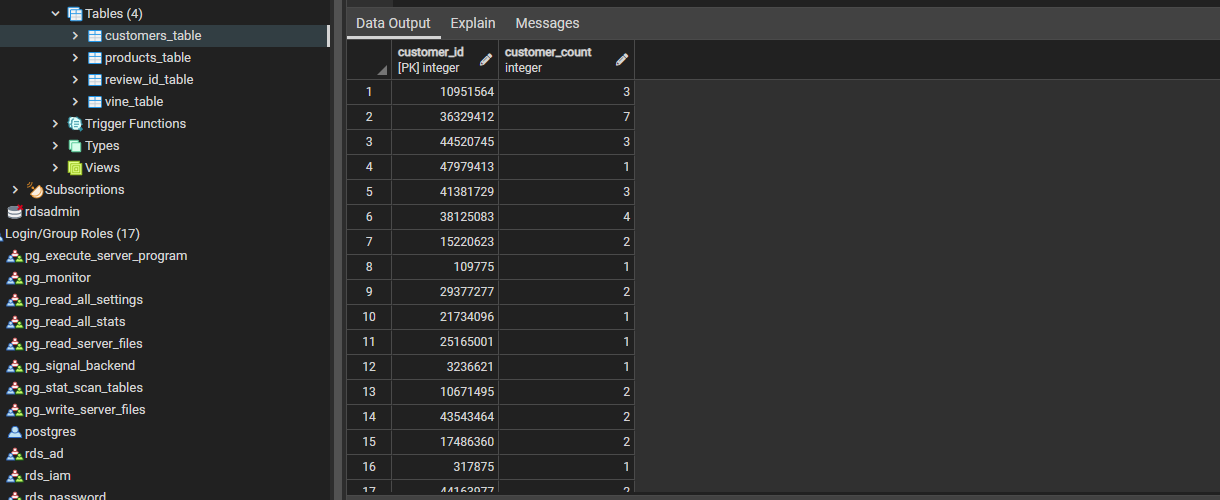 Tables (4)
customers_table
products_table
review_id_table
vine_table
Trigger Functions
Types
Views
Subscriptions
rdsadmin
Login/Group Roles (17)
pg_execute_server_program
pg_monitor
pg_read_all_settings
pg_read_all_stats
pg_read_server_files
pg_signal_backend
pg_stat_scan_tables
pg_write_server_files
postgres
rds_ad
rds_iam
rds_password
Data Output Explain Messages
customer_id customer_count
[PK] integer integer
1 10951564 3
2 36329412 7
3 44520745 3
4 47979413 1
5 41381729 3
6 38125083 4
7 15220623 2
8 109775 1
9 29377277 2
10 21734096 1
11 25165001 1
12 3236621 1
13 10671495 2
14 43543464 2
15 17486360 2
16 317875 1
17 44163977 2